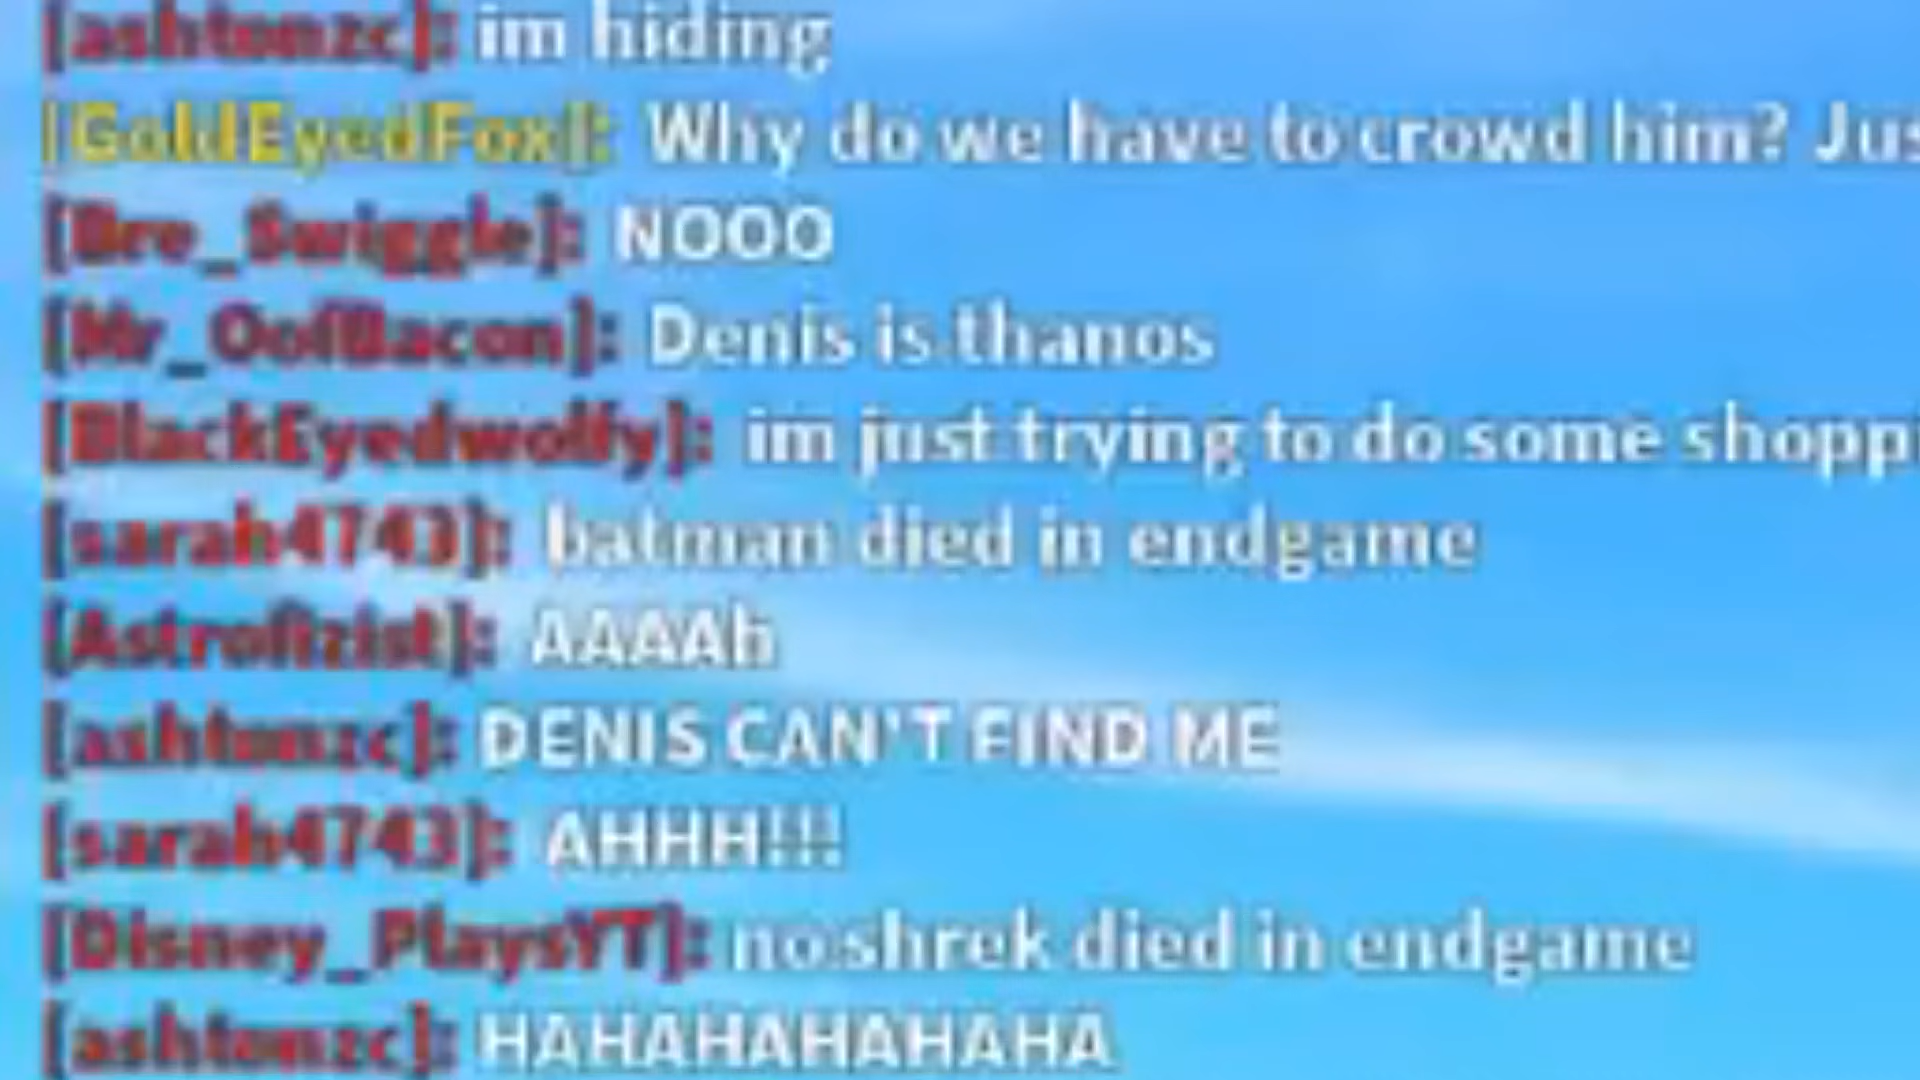 [ashtonzc]: im hiding
[GoldEyedFox]: Why do we have to crowd him? Jus
[Bre_Swiggle]: NOOO
[Mr_OofBacon]: Denis is thanos
[BlackEyedwolfy]: im just trying to do some shoppi
[sarah4743]: batman died in endgame
[Astroftzist]: AAAAh
[ashtonzc]: DENIS CAN'T FIND ME
[sarah4743]: AHHH!!!
[Disney_PlaysYT]: no shrek died in endgame
[ashtonzc]: HAHAHAHAHAHA